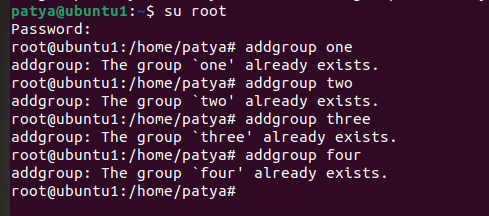 patya@ubuntu1:~$ su root
Password:
root@ubuntu1:/home/patya# addgroup one
addgroup: The group `one' already exists.
root@ubuntu1:/home/patya# addgroup two
addgroup: The group `two' already exists.
root@ubuntu1:/home/patya# addgroup three
addgroup: The group `three' already exists.
root@ubuntu1:/home/patya# addgroup four
addgroup: The group `four' already exists.
root@ubuntu1:/home/patya#